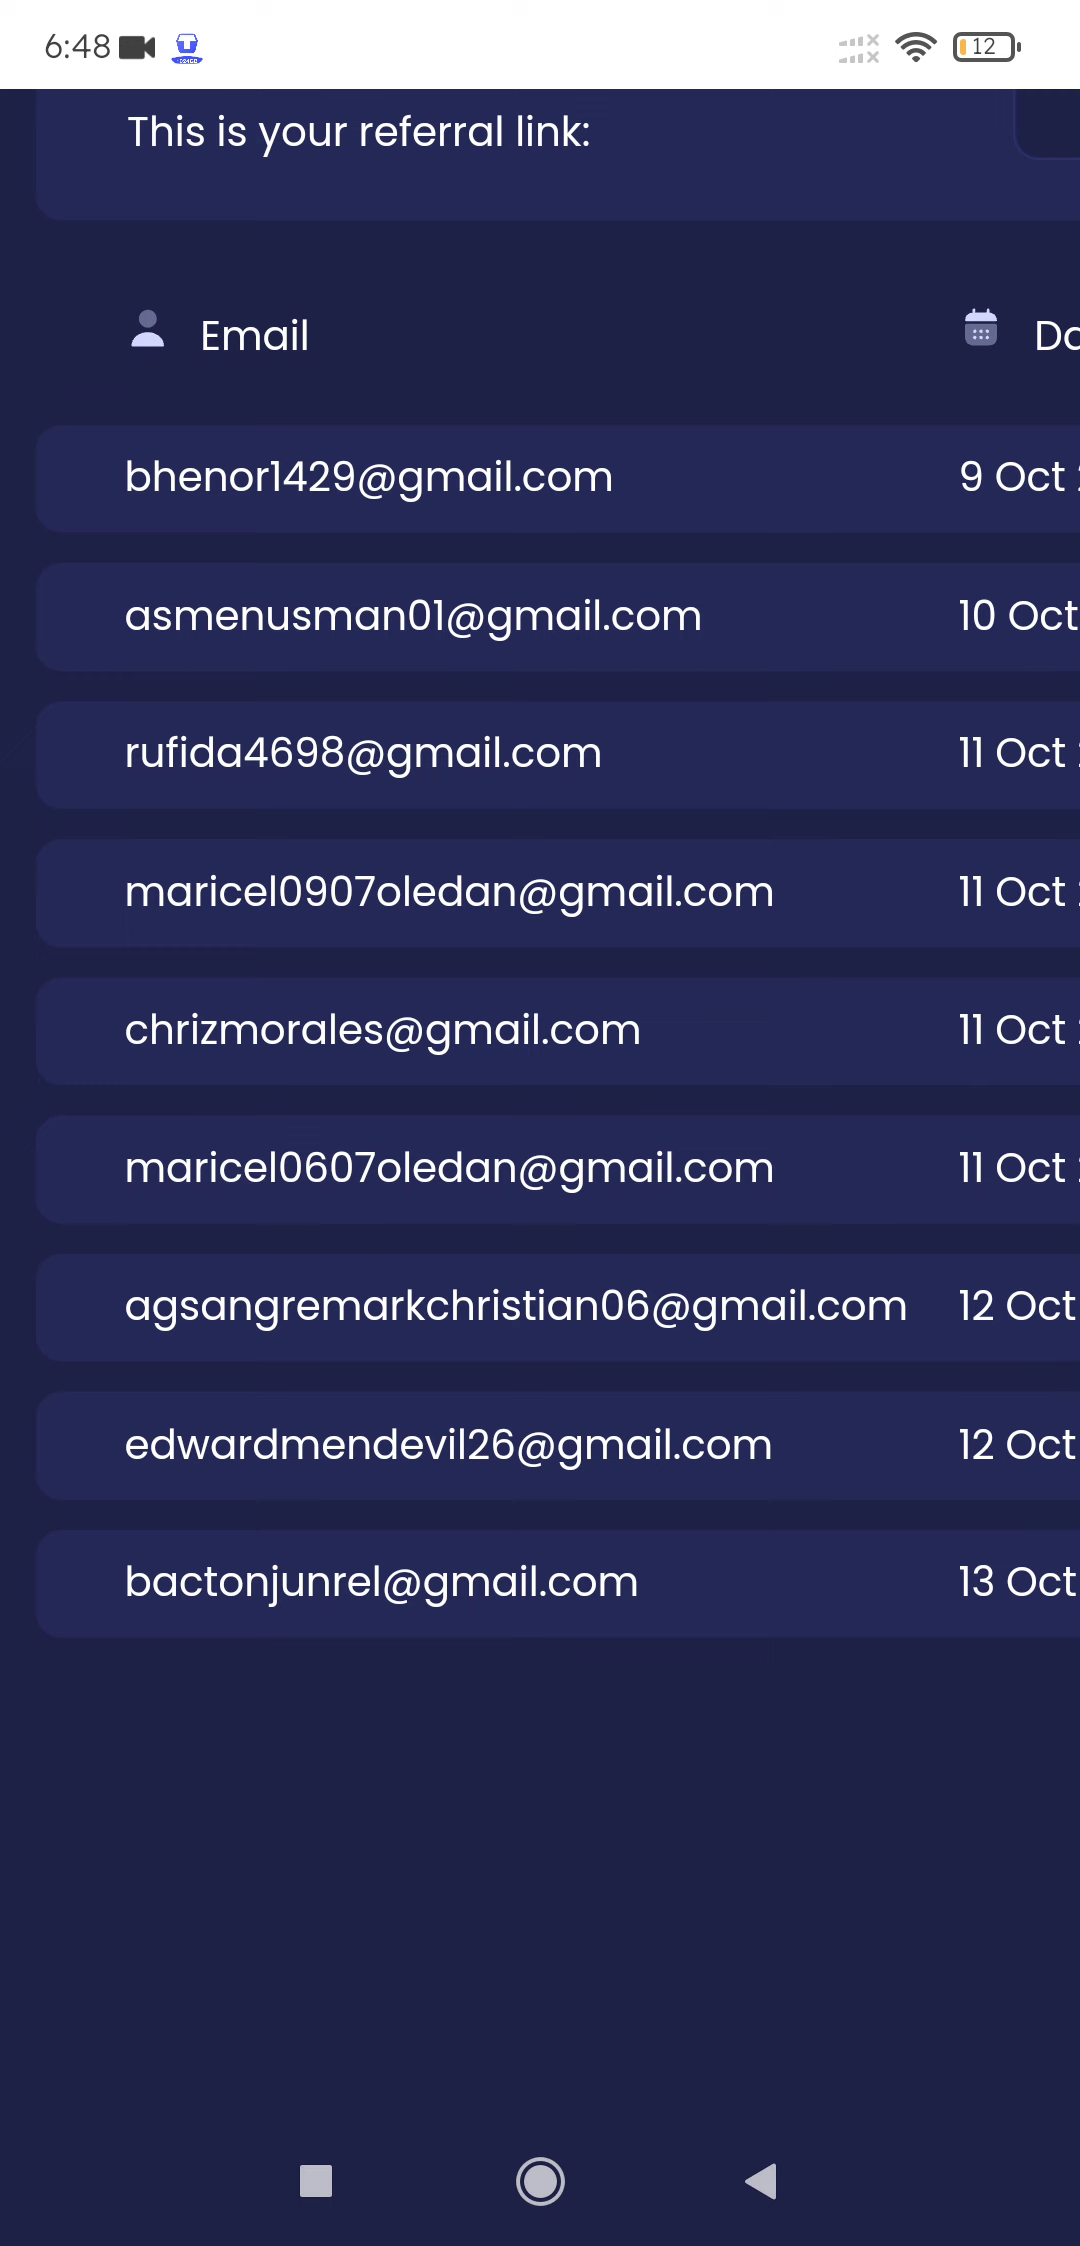 6:48
12
This is your referral link:
Email
bhenor1429@gmail.com 9 Oct
asmenusman01@gmail.com 10 Oct
rufida4698@gmail.com 11 Oct
maricel0907oledan@gmail.com 11 Oct
chrizmorales@gmail.com 11 Oct
maricel0607oledan@gmail.com 11 Oct
agsangremarkchristian06@gmail.com 12 Oct
edwardmendevil26@gmail.com 12 Oct
bactonjunrel@gmail.com 13 Oct